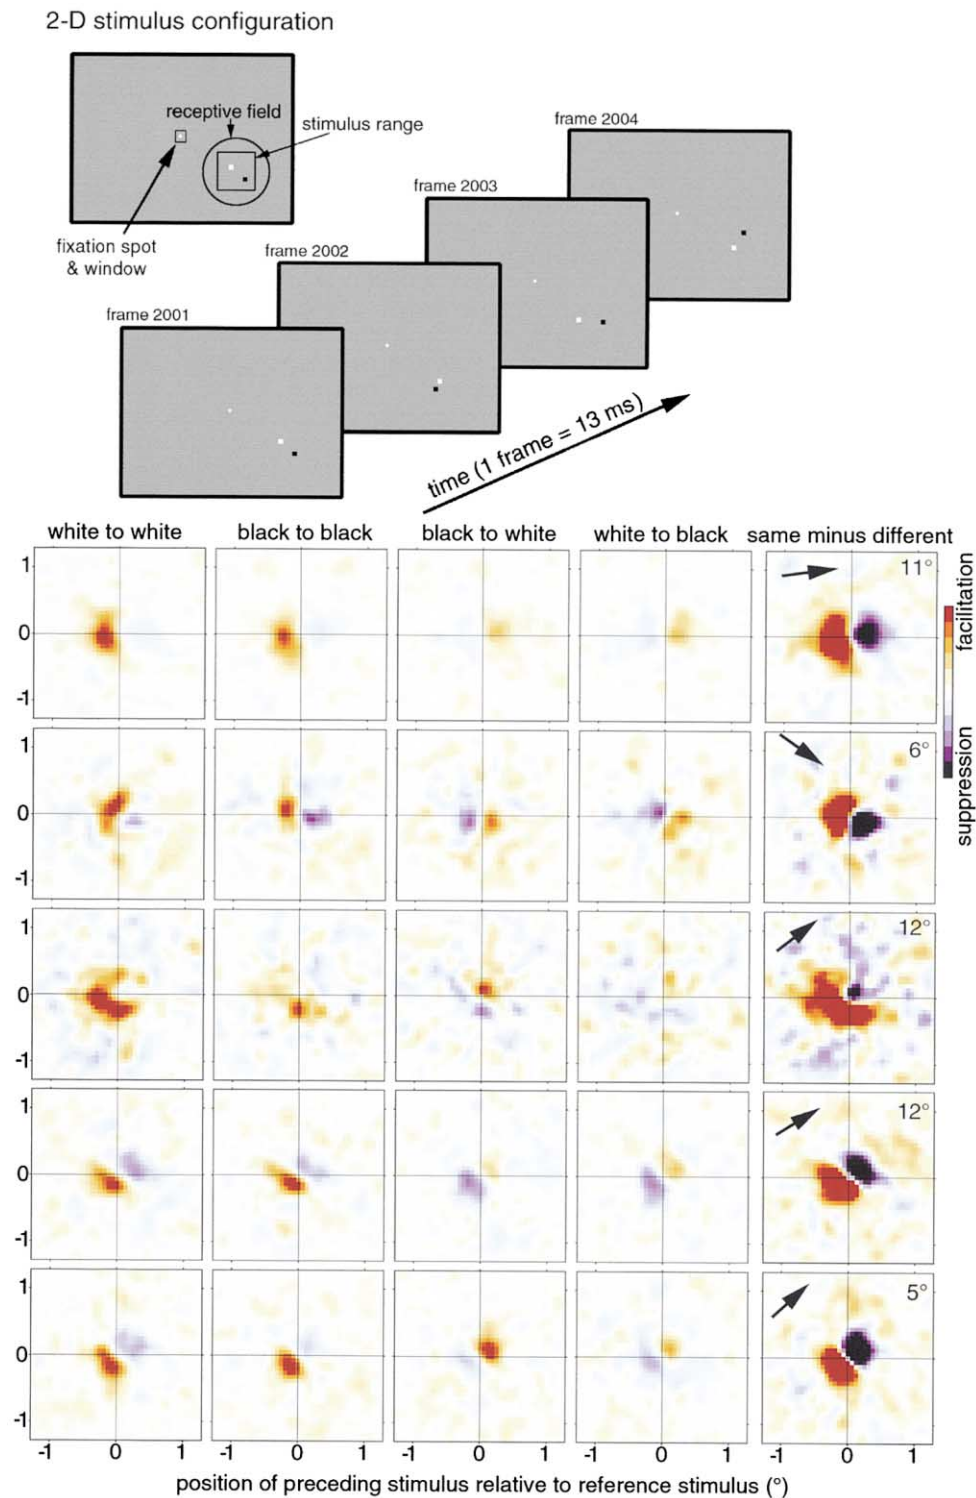 2-D stimulus configuration
receptive field
stimulus range
fixation spot
& window
frame 2004
frame 2003
frame 2002
frame 2001
time (1 frame = 13 ms)
white to white
black to black
black to white
white to black
same minus different
1
0
-1
11°
facilitation
suppression
1
0
-1
6°
1
0
-1
12°
1
0
-1
12°
1
0
-1
5°
-1 0 1 -1 0 1 -1 0 1 -1 0 1 -1 0 1
position of preceding stimulus relative to reference stimulus (°)